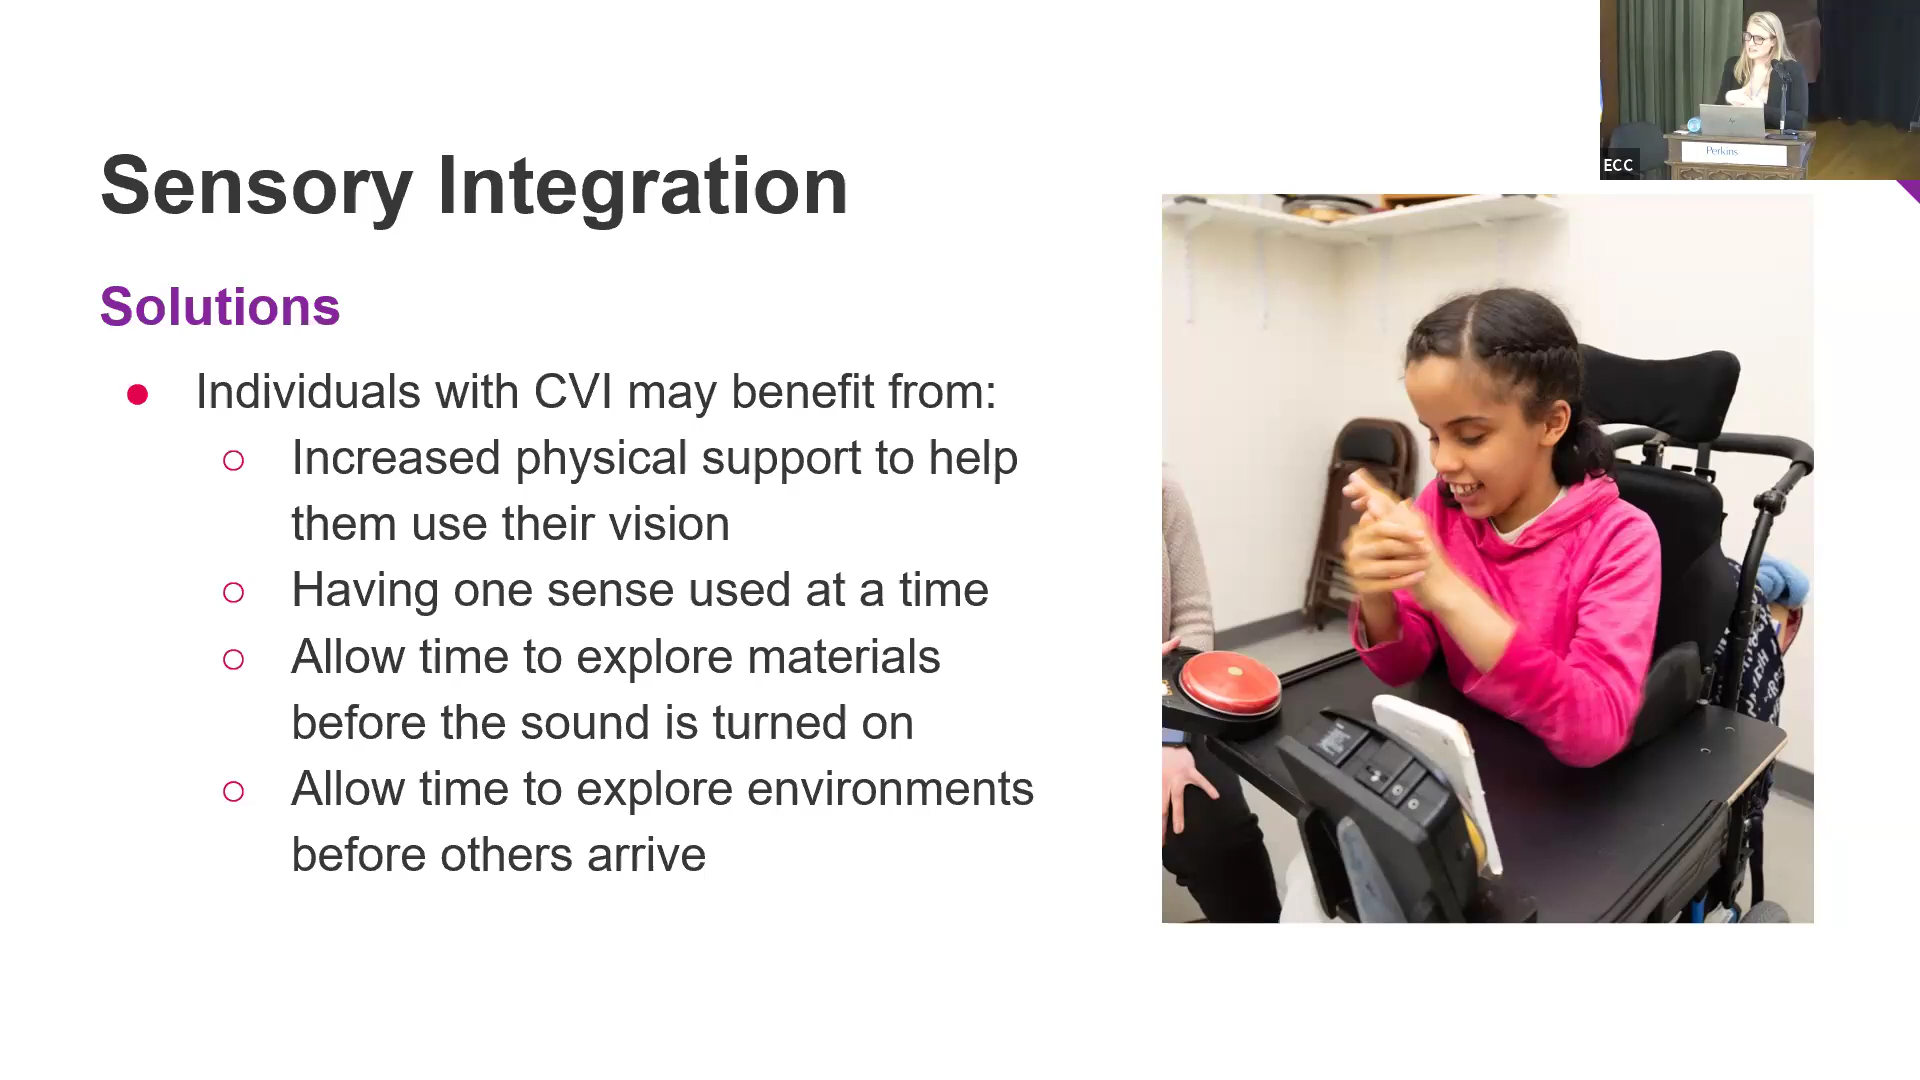 Sensory Integration
Solutions
● Individuals with CVI may benefit from:
○ Increased physical support to help
them use their vision
○ Having one sense used at a time
○ Allow time to explore materials
before the sound is turned on
○ Allow time to explore environments
before others arrive
Perkins
ECC